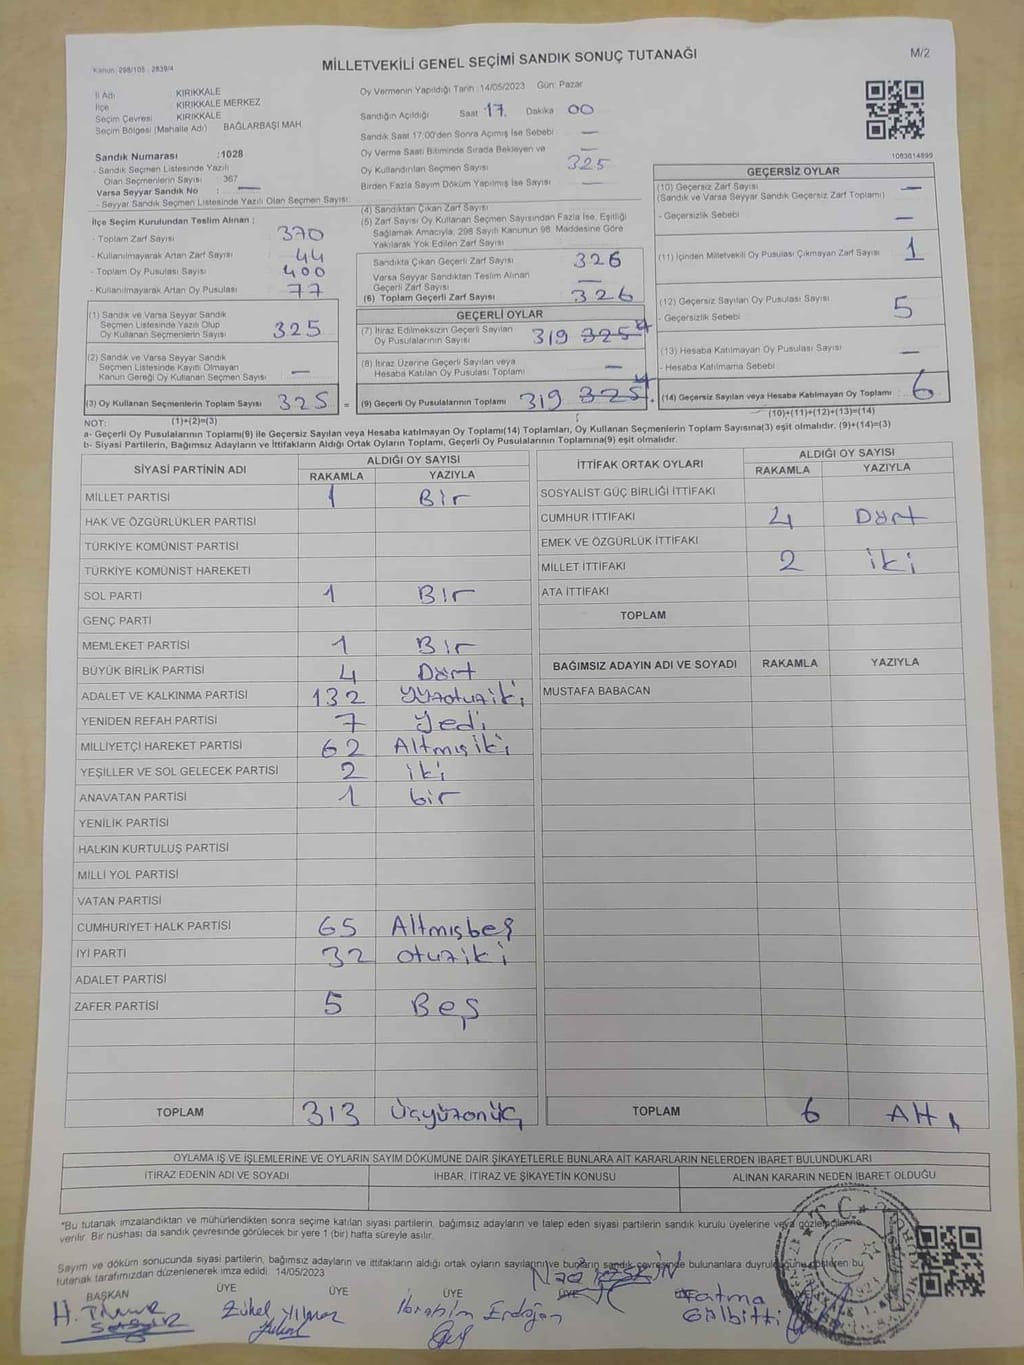 Kanun: 298/105 - 2839/4
MİLLETVEKİLİ GENEL SEÇİMİ SANDIK SONUÇ TUTANAĞI
M/2
İl Adı : KIRIKKALE
İlçe : KIRIKKALE MERKEZ
Seçim Çevresi : KIRIKKALE
Seçim Bölgesi (Mahalle Adı) : BAĞLARBAŞI MAH
Sandık Numarası : 1028
- Sandık Seçmen Listesinde Yazılı
Olan Seçmenlerin Sayısı : 367
Varsa Seyyar Sandık No : —
- Seyyar Sandık Seçmen Listesinde Yazılı Olan Seçmen Sayısı:
Oy Vermenin Yapıldığı Tarih : 14/05/2023 Gün: Pazar
Sandığın Açıldığı Saat 17. Dakika 00
Sandık Saat 17:00'den Sonra Açılmış İse Sebebi : —
Oy Verme Saati Bitiminde Sırada Bekleyen ve : —
Oy Kullandırılan Seçmen Sayısı : 325
Birden Fazla Sayım Döküm Yapılmış İse Sayısı : —
1083614899
İlçe Seçim Kurulundan Teslim Alınan ;
- Toplam Zarf Sayısı : 370
- Kullanılmayarak Artan Zarf Sayısı : 44
- Toplam Oy Pusulası Sayısı : 400
- Kullanılmayarak Artan Oy Pusulası : 77
(1) Sandık ve Varsa Seyyar Sandık
Seçmen Listesinde Yazılı Olup
Oy Kullanan Seçmenlerin Sayısı : 325
(2) Sandık ve Varsa Seyyar Sandık
Seçmen Listesinde Kayıtlı Olmayan
Kanun Gereği Oy Kullanan Seçmen Sayısı : —
(3) Oy Kullanan Seçmenlerin Toplam Sayısı : 325 =
(1)+(2)=(3)
(4) Sandıktan Çıkan Zarf Sayısı
(5) Zarf Sayısı Oy Kullanan Seçmen Sayısından Fazla İse, Eşitliği
Sağlamak Amacıyla, 298 Sayılı Kanunun 98. Maddesine Göre
Yakılarak Yok Edilen Zarf Sayısı
Sandıkta Çıkan Geçerli Zarf Sayısı : 326
Varsa Seyyar Sandıktan Teslim Alınan
Geçerli Zarf Sayısı : —
(6) Toplam Geçerli Zarf Sayısı : 326
GEÇERLİ OYLAR
(7) İtiraz Edilmeksizin Geçerli Sayılan
Oy Pusulalarının Sayısı : 319 325
(8) İtiraz Üzerine Geçerli Sayılan veya
Hesaba Katılan Oy Pusulası Toplamı : —
(9) Geçerli Oy Pusulalarının Toplamı : 319 325
GEÇERSİZ OYLAR
(10) Geçersiz Zarf Sayısı : —
(Sandık ve Varsa Seyyar Sandık Geçersiz Zarf Toplamı)
- Geçersizlik Sebebi : —
(11) İçinden Milletvekili Oy Pusulası Çıkmayan Zarf Sayısı : 1
(12) Geçersiz Sayılan Oy Pusulası Sayısı : 5
- Geçersizlik Sebebi
(13) Hesaba Katılmayan Oy Pusulası Sayısı : —
- Hesaba Katılmama Sebebi
(14) Geçersiz Sayılan veya Hesaba Katılmayan Oy Toplamı : 6
(10)+(11)+(12)+(13)=(14)
NOT:
a- Geçerli Oy Pusulalarının Toplamı(9) ile Geçersiz Sayılan veya Hesaba Katılmayan Oy Toplamı(14) Toplamları, Oy Kullanan Seçmenlerin Toplam Sayısına(3) eşit olmalıdır. (9)+(14)=(3)
b- Siyasi Partilerin, Bağımsız Adayların ve İttifakların Aldığı Ortak Oyların Toplamı, Geçerli Oy Pusulalarının Toplamına(9) eşit olmalıdır.
SİYASİ PARTİNİN ADI ALDIĞI OY SAYISI
RAKAMLA YAZIYLA
MİLLET PARTİSİ 1 Bir
HAK VE ÖZGÜRLÜKLER PARTİSİ
TÜRKİYE KOMÜNİST PARTİSİ
TÜRKİYE KOMÜNİST HAREKETİ
SOL PARTİ 1 Bir
GENÇ PARTİ
MEMLEKET PARTİSİ 1 Bir
BÜYÜK BİRLİK PARTİSİ 4 Dört
ADALET VE KALKINMA PARTİSİ 132 Yüzotuziki
YENİDEN REFAH PARTİSİ 7 Yedi
MİLLİYETÇİ HAREKET PARTİSİ 62 Altmışiki
YEŞİLLER VE SOL GELECEK PARTİSİ 2 iki
ANAVATAN PARTİSİ 1 bir
YENİLİK PARTİSİ
HALKIN KURTULUŞ PARTİSİ
MİLLİ YOL PARTİSİ
VATAN PARTİSİ
CUMHURİYET HALK PARTİSİ 65 Altmışbeş
İYİ PARTİ 32 otuziki
ADALET PARTİSİ
ZAFER PARTİSİ 5 Beş
TOPLAM 313 Üçyüzonüç
İTTİFAK ORTAK OYLARI ALDIĞI OY SAYISI
RAKAMLA YAZIYLA
SOSYALİST GÜÇ BİRLİĞİ İTTİFAKI
CUMHUR İTTİFAKI 4 Dört
EMEK VE ÖZGÜRLÜK İTTİFAKI
MİLLET İTTİFAKI 2 iki
ATA İTTİFAKI
TOPLAM
BAĞIMSIZ ADAYIN ADI VE SOYADI RAKAMLA YAZIYLA
MUSTAFA BABACAN
TOPLAM 6 Altı
OYLAMA İŞ VE İŞLEMLERİNE VE OYLARIN SAYIM DÖKÜMÜNE DAİR ŞİKAYETLERLE BUNLARA AİT KARARLARIN NELERDEN İBARET BULUNDUKLARI
İTİRAZ EDENİN ADI VE SOYADI İHBAR, İTİRAZ VE ŞİKAYETİN KONUSU ALINAN KARARIN NEDEN İBARET OLDUĞU
*Bu tutanak imzalandıktan ve mühürlendikten sonra seçime katılan siyasi partilerin, bağımsız adayların ve talep eden siyasi partilerin sandık kurulu üyelerine veya gözlemcilerine
verilir. Bir nüshası da sandık çevresinde görülecek bir yere 1 (bir) hafta süreyle asılır.
Sayım ve döküm sonucunda siyasi partilerin, bağımsız adayların ve ittifakların aldığı ortak oyların sayılarını ve bunların sandık çevresinde bulunanlara duyrulduğunu gösteren bu
tutanak tarafımızdan düzenlenerek imza edildi. 14/05/2023
BAŞKAN ÜYE ÜYE ÜYE ÜYE
Zühel Yılmaz
İbrahim Erdoğan
Fatma
Gülbitti
T.C.